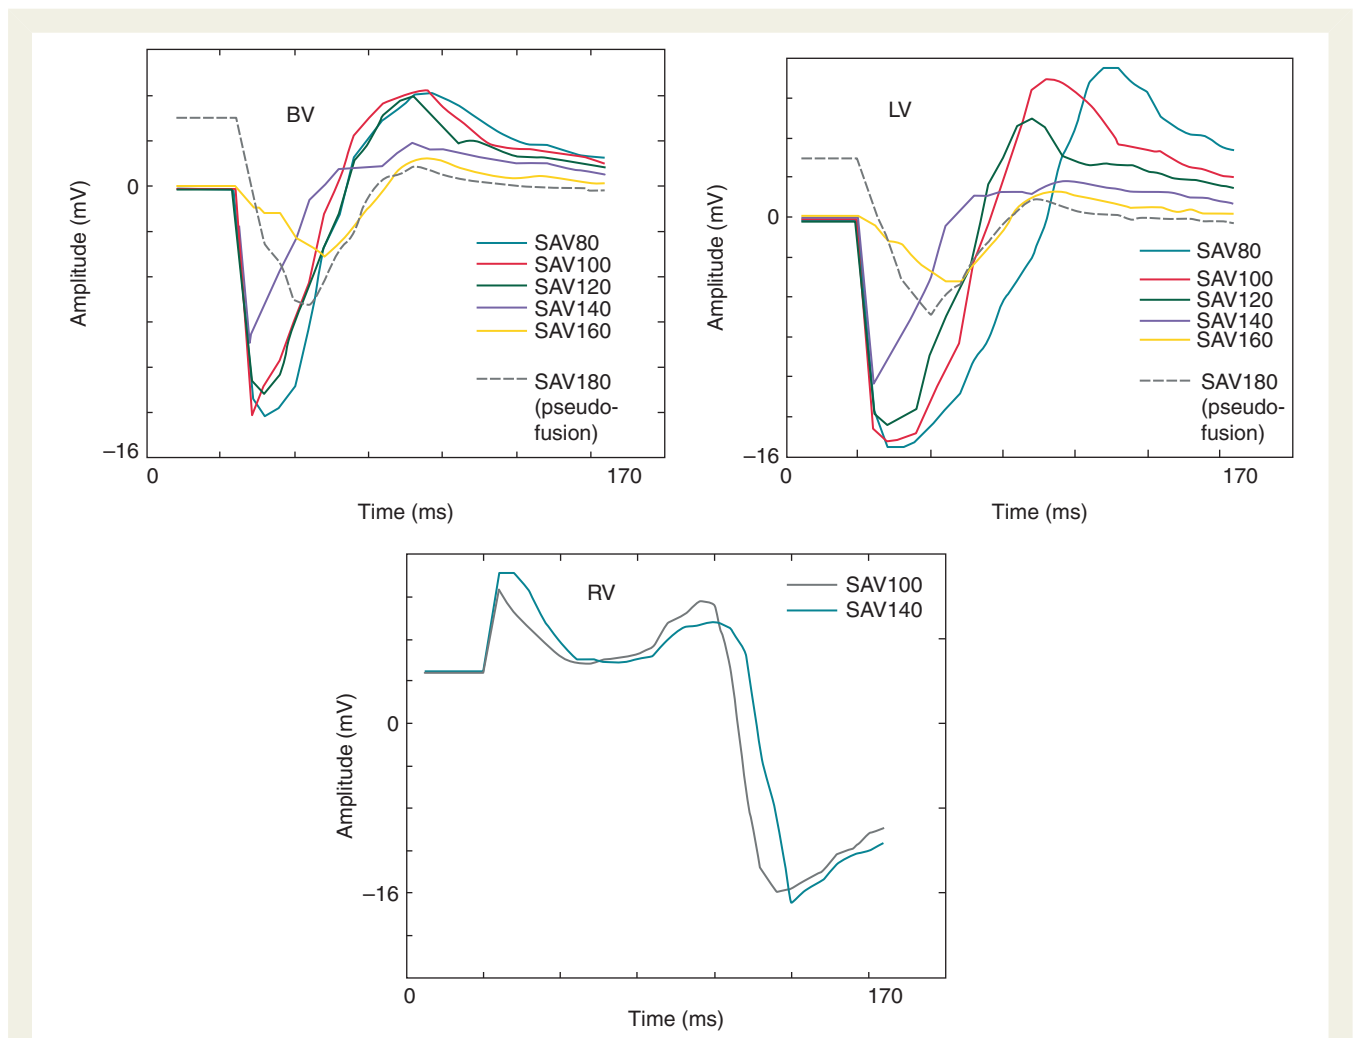 BV
Amplitude (mV)
0
–16
SAV80
SAV100
SAV120
SAV140
SAV160
SAV180
(pseudo-
fusion)
0
170
Time (ms)
LV
Amplitude (mV)
0
–16
SAV80
SAV100
SAV120
SAV140
SAV160
SAV180
(pseudo-
fusion)
0
170
Time (ms)
RV
SAV100
SAV140
Amplitude (mV)
0
–16
0
170
Time (ms)